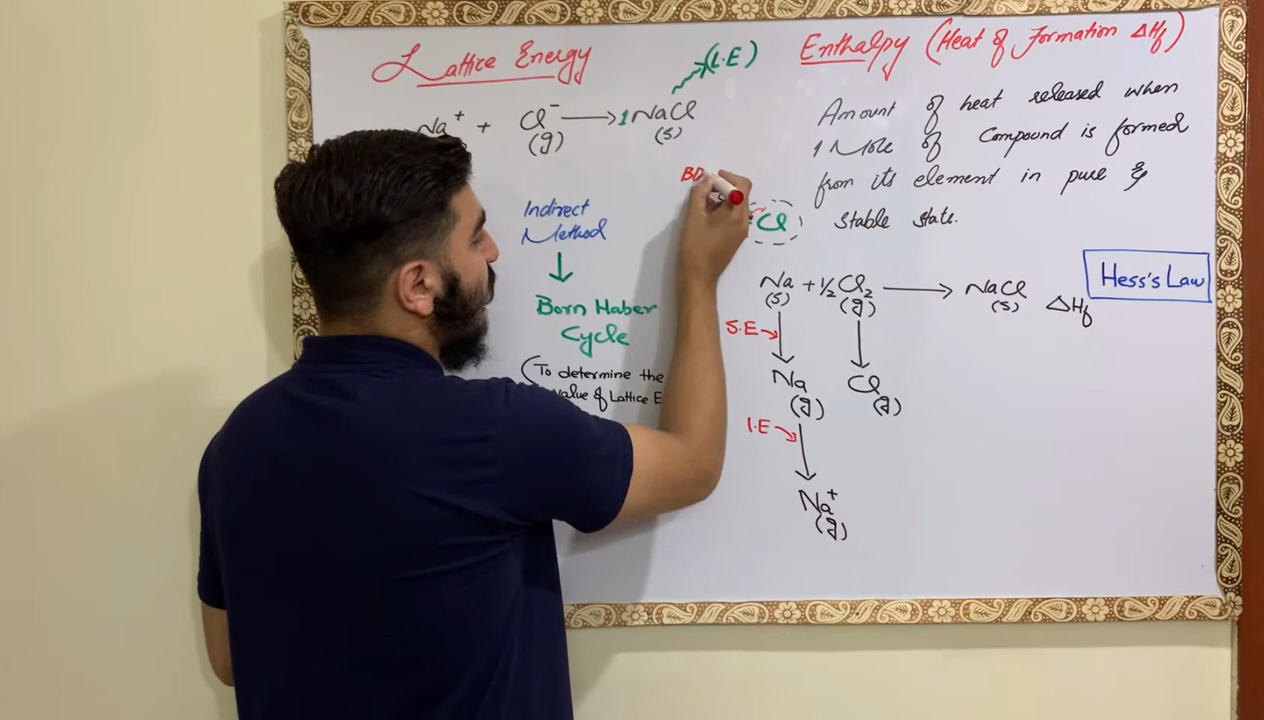 Lattice Energy
(L.E)
Na⁺ + Cl⁻ → 1 NaCl
(g) (s)
Indirect
Method
Born Haber
Cycle
(To determine the
value of Lattice E
BD
Cl
Enthalpy (Heat of Formation ΔHf)
Amount of heat released when
1 Mole of Compound is formed
from its element in pure &
stable state.
Hess's Law
Na + ½Cl₂ → NaCl ΔHf
(s) (g) (s)
S.E
Na Cl
(g) (g)
I.E
Na⁺
(g)